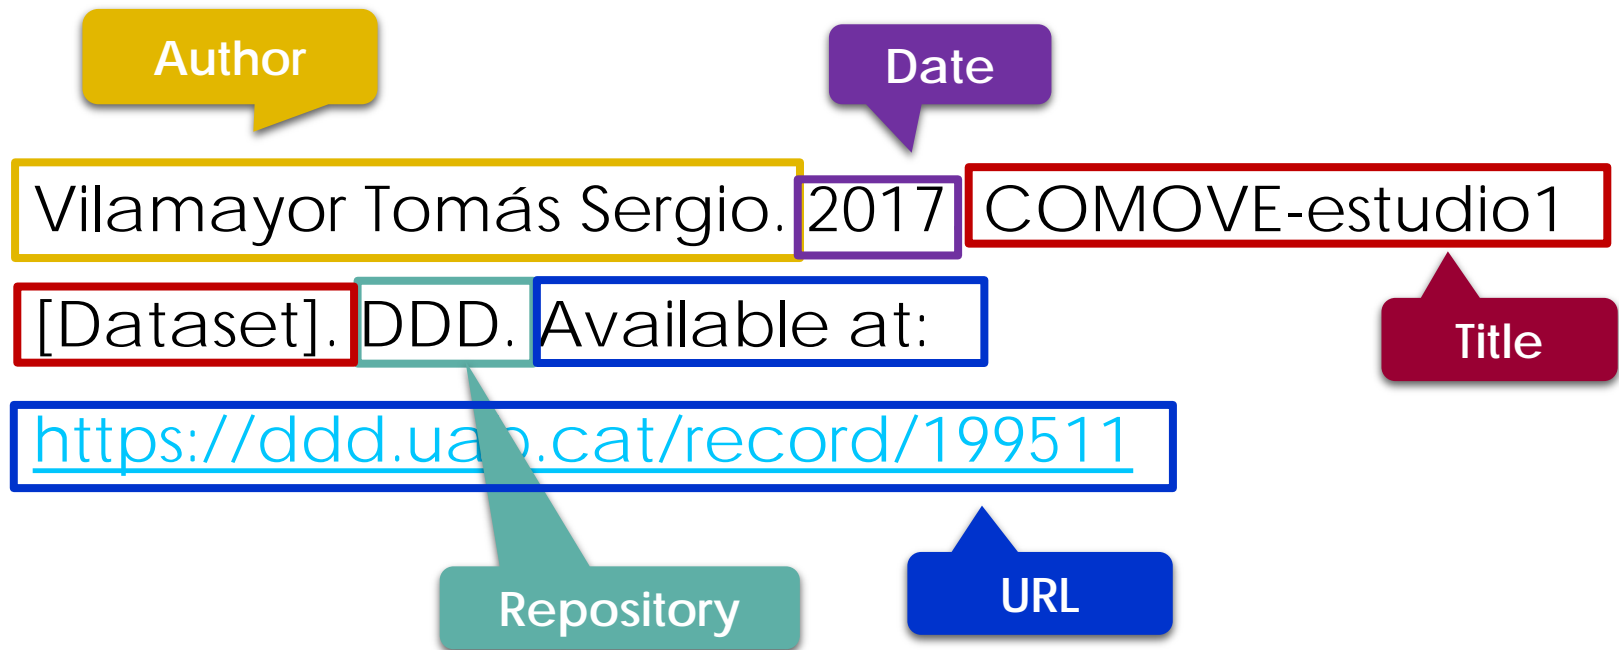 Author
Date
Vilamayor Tomás Sergio. 2017 COMOVE-estudio1
[Dataset]. DDD. Available at:
Title
https://ddd.uab.cat/record/199511
Repository
URL